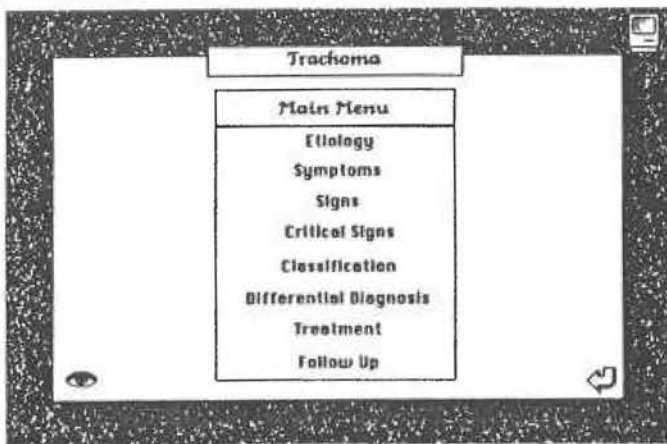 Trachoma
Main Menu
Etiology
Symptoms
Signs
Critical Signs
Classification
Differential Diagnosis
Treatment
Follow Up